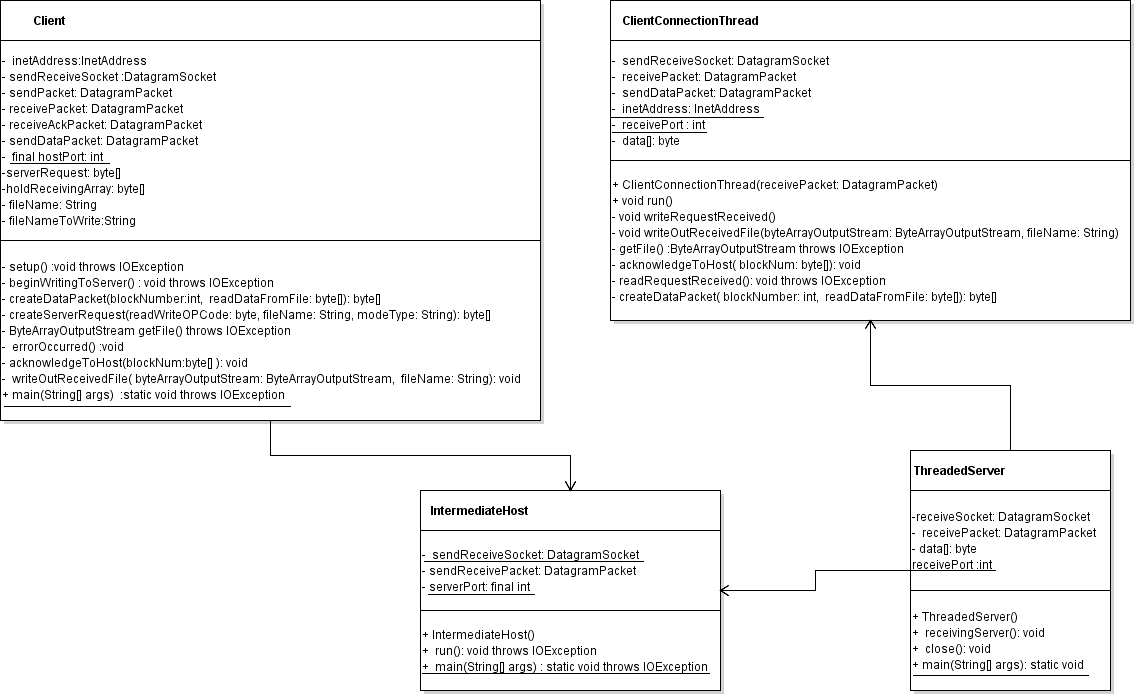 Client
- inetAddress:InetAddress
- sendReceiveSocket :DatagramSocket
- sendPacket: DatagramPacket
- receivePacket: DatagramPacket
- receiveAckPacket: DatagramPacket
- sendDataPacket: DatagramPacket
- final hostPort: int
-serverRequest: byte[]
-holdReceivingArray: byte[]
- fileName: String
- fileNameToWrite:String
- setup() :void throws IOException
- beginWritingToServer() : void throws IOException
- createDataPacket(blockNumber:int, readDataFromFile: byte[]): byte[]
- createServerRequest(readWriteOPCode: byte, fileName: String, modeType: String): byte[]
- ByteArrayOutputStream getFile() throws IOException
- errorOccurred() :void
- acknowledgeToHost(blockNum:byte[] ): void
- writeOutReceivedFile( byteArrayOutputStream: ByteArrayOutputStream, fileName: String): void
+ main(String[] args) :static void throws IOException
ClientConnectionThread
- sendReceiveSocket: DatagramSocket
- receivePacket: DatagramPacket
- sendDataPacket: DatagramPacket
- inetAddress: InetAddress
- receivePort : int
- data[]: byte
+ ClientConnectionThread(receivePacket: DatagramPacket)
+ void run()
- void writeRequestReceived()
- void writeOutReceivedFile(byteArrayOutputStream: ByteArrayOutputStream, fileName: String)
- getFile() :ByteArrayOutputStream throws IOException
- acknowledgeToHost( blockNum: byte[]): void
- readRequestReceived(): void throws IOException
- createDataPacket( blockNumber: int, readDataFromFile: byte[]): byte[]
IntermediateHost
- sendReceiveSocket: DatagramSocket
- sendReceivePacket: DatagramPacket
- serverPort: final int
+ IntermediateHost()
+ run(): void throws IOException
+ main(String[] args) : static void throws IOException
ThreadedServer
-receiveSocket: DatagramSocket
- receivePacket: DatagramPacket
- data[]: byte
receivePort :int
+ ThreadedServer()
+ receivingServer(): void
+ close(): void
+ main(String[] args): static void